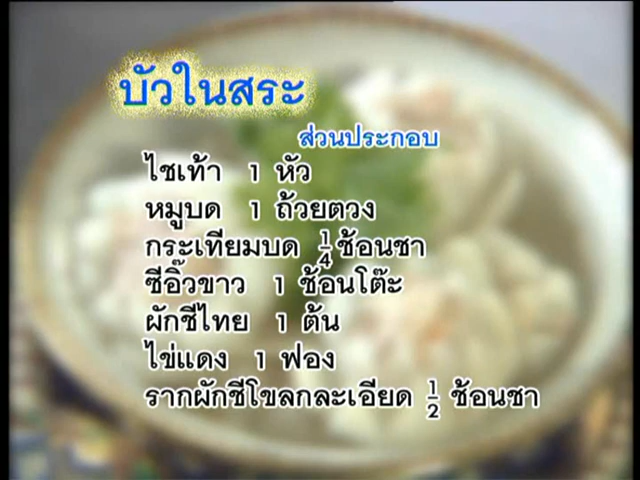 บัวในสระ
ส่วนประกอบ
ไชเท้า 1 หัว
หมูบด 1 ถ้วยตวง
กระเทียมบด 1/4 ช้อนชา
ซีอิ๊วขาว 1 ช้อนโต๊ะ
ผักชีไทย 1 ต้น
ไข่แดง 1 ฟอง
รากผักชีโขลกละเอียด 1/2 ช้อนชา